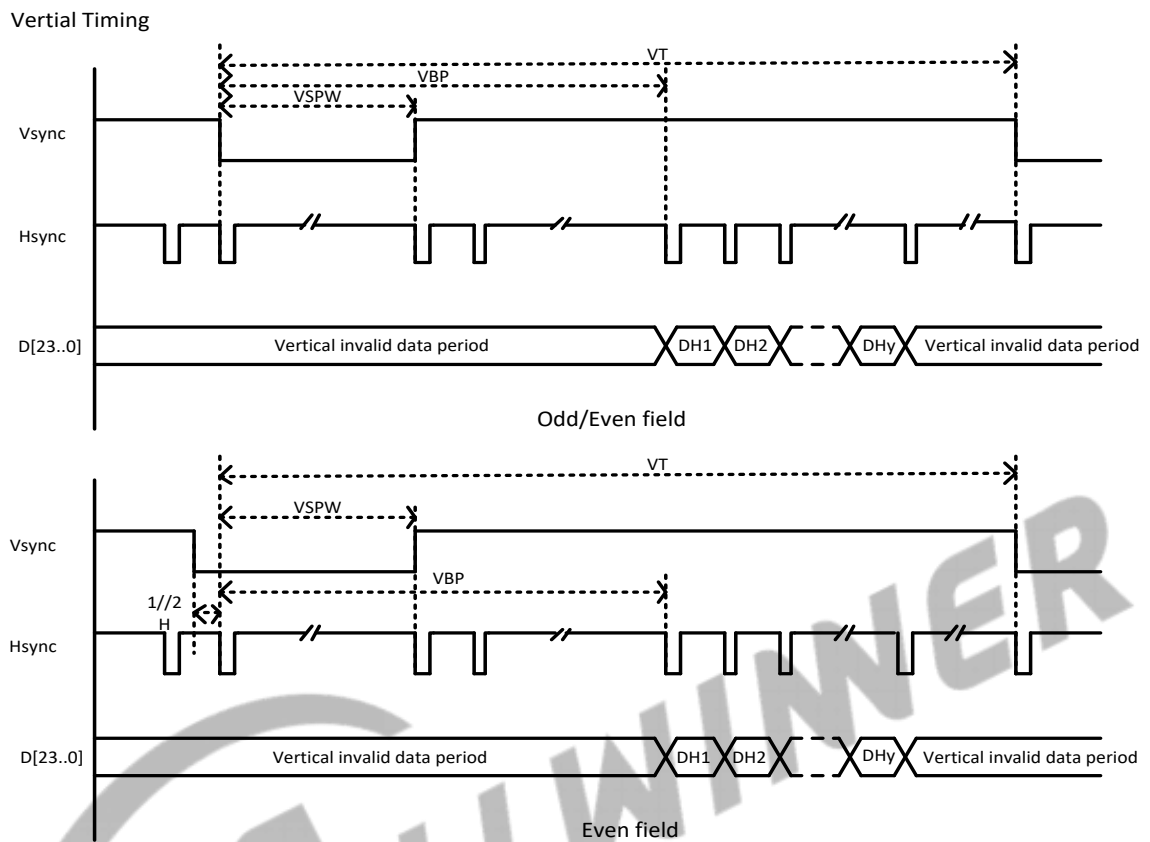 Vertial Timing
VT
VBP
VSPW
Vsync
Hsync
D[23..0]
Vertical invalid data period
DH1
DH2
DHy
Vertical invalid data period
Odd/Even field
VT
VSPW
Vsync
VBP
1//2
H
Hsync
D[23..0]
Vertical invalid data period
DH1
DH2
DHy
Vertical invalid data period
Even field
ALLWINNER